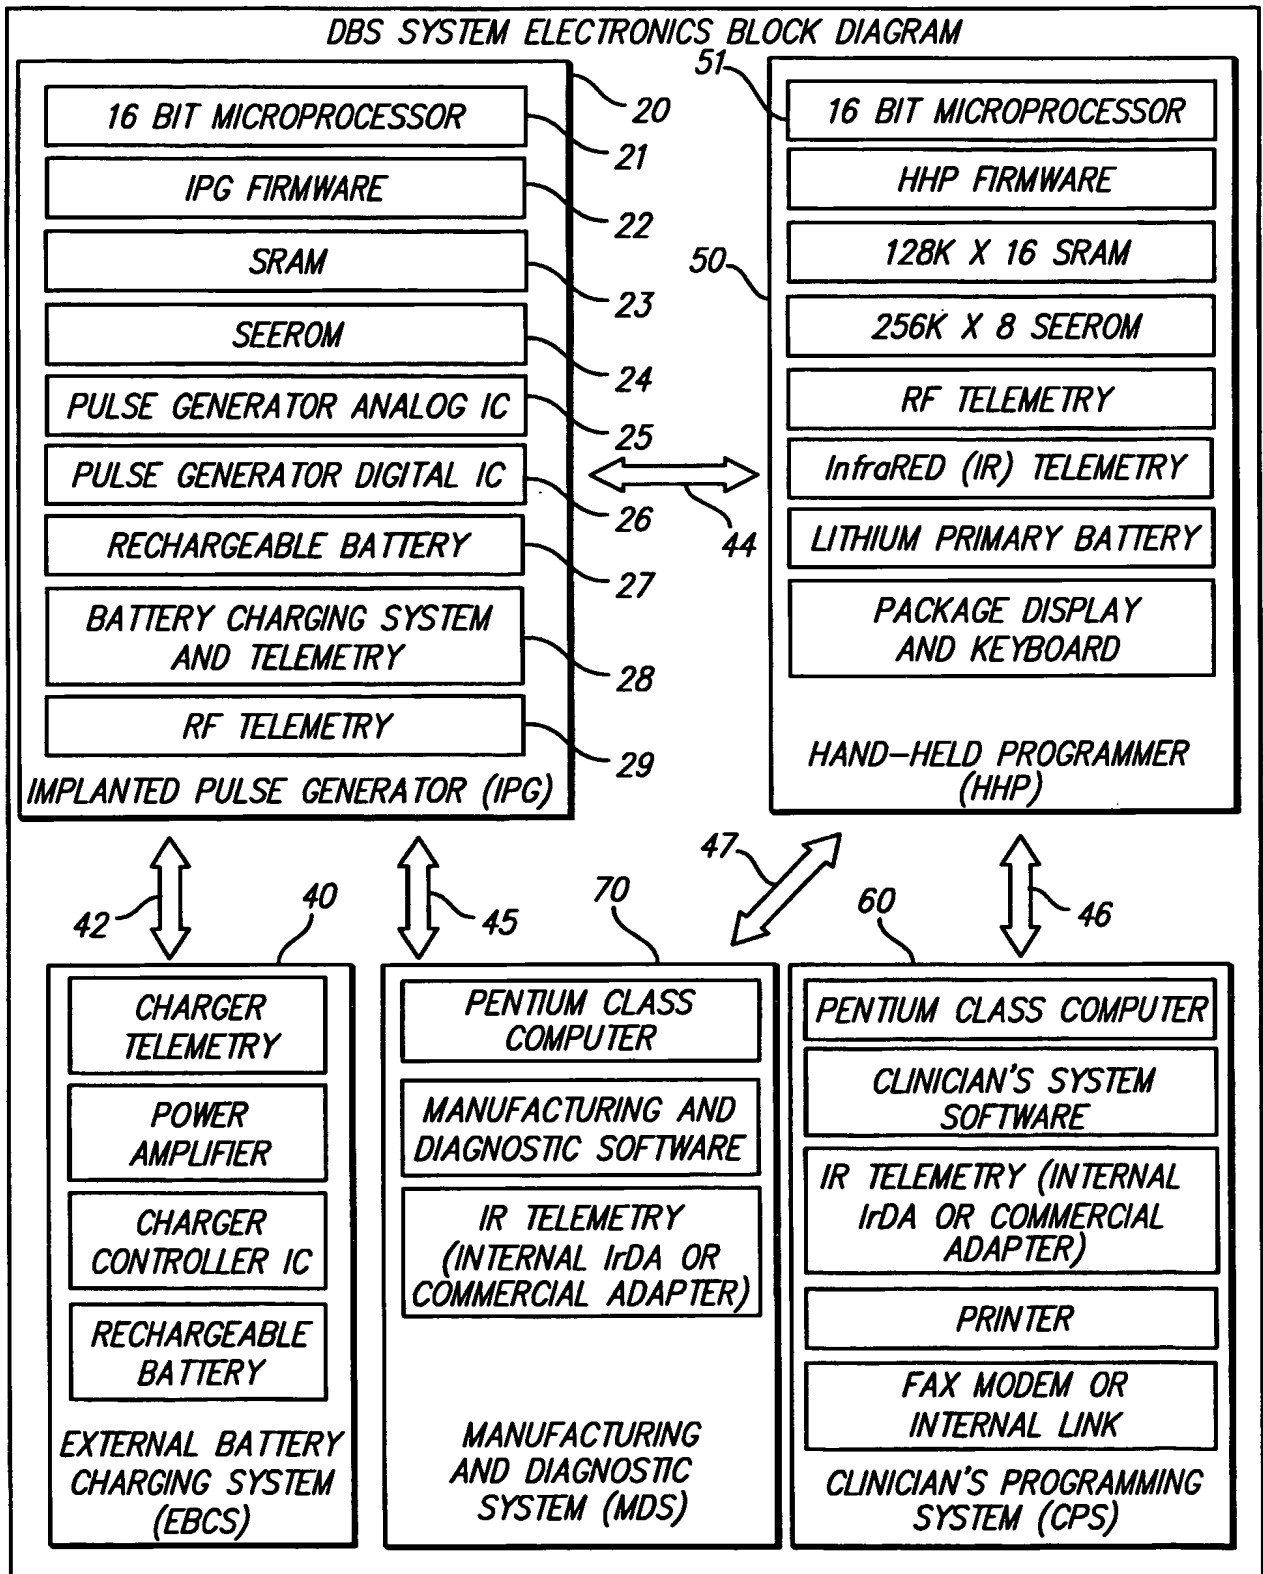 DBS SYSTEM ELECTRONICS BLOCK DIAGRAM
16 BIT MICROPROCESSOR
IPG FIRMWARE
SRAM
SEEROM
PULSE GENERATOR ANALOG IC
PULSE GENERATOR DIGITAL IC
RECHARGEABLE BATTERY
BATTERY CHARGING SYSTEM
AND TELEMETRY
RF TELEMETRY
IMPLANTED PULSE GENERATOR (IPG)
20
21
22
23
24
25
26
27
28
29
44
51
50
16 BIT MICROPROCESSOR
HHP FIRMWARE
128K X 16 SRAM
256K X 8 SEEROM
RF TELEMETRY
InfraRED (IR) TELEMETRY
LITHIUM PRIMARY BATTERY
PACKAGE DISPLAY
AND KEYBOARD
HAND-HELD PROGRAMMER
(HHP)
42
40
45
70
47
60
46
CHARGER
TELEMETRY
POWER
AMPLIFIER
CHARGER
CONTROLLER IC
RECHARGEABLE
BATTERY
EXTERNAL BATTERY
CHARGING SYSTEM
(EBCS)
PENTIUM CLASS
COMPUTER
MANUFACTURING AND
DIAGNOSTIC SOFTWARE
IR TELEMETRY
(INTERNAL IrDA OR
COMMERCIAL ADAPTER)
MANUFACTURING
AND DIAGNOSTIC
SYSTEM (MDS)
PENTIUM CLASS COMPUTER
CLINICIAN'S SYSTEM
SOFTWARE
IR TELEMETRY (INTERNAL
IrDA OR COMMERCIAL
ADAPTER)
PRINTER
FAX MODEM OR
INTERNAL LINK
CLINICIAN'S PROGRAMMING
SYSTEM (CPS)